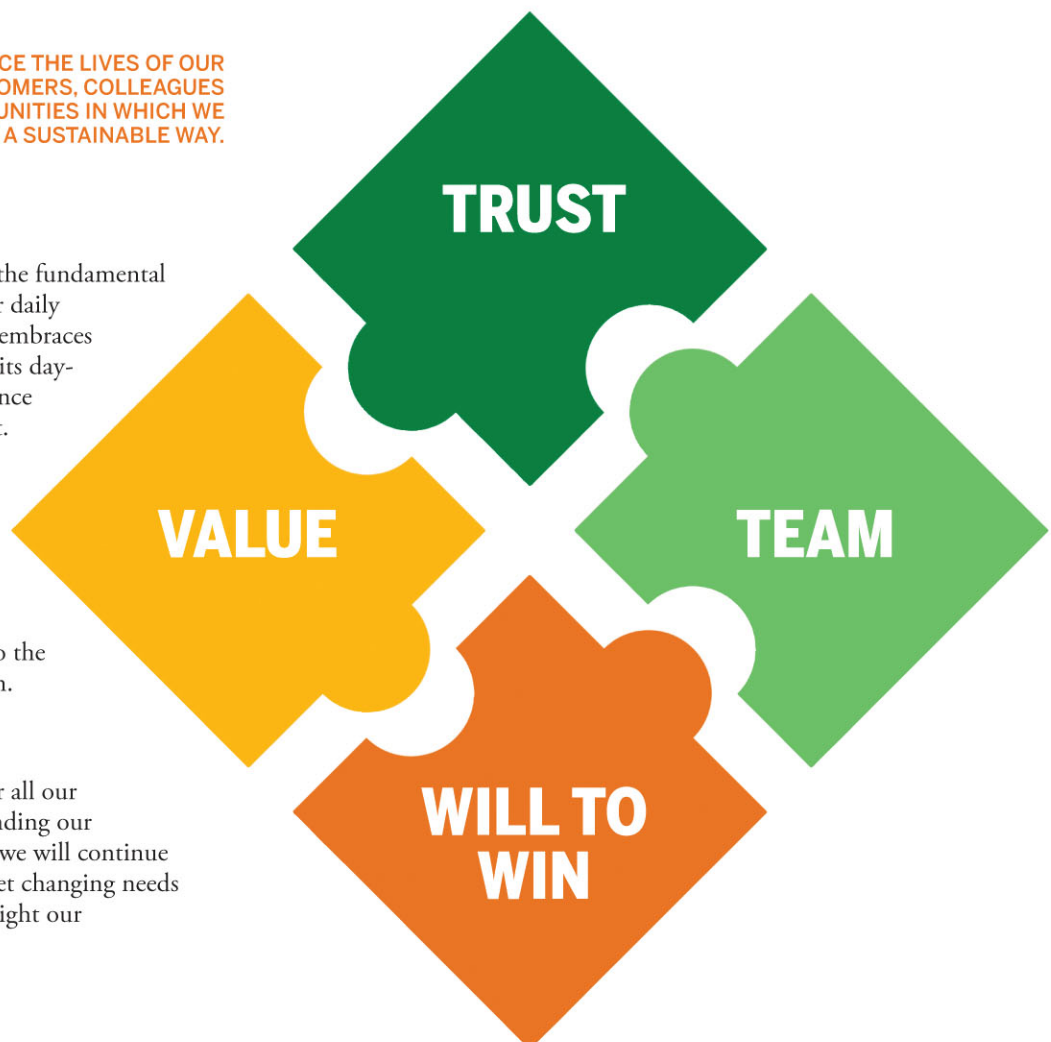 CE THE LIVES OF OUR
OMERS, COLLEAGUES
UNITIES IN WHICH WE
A SUSTAINABLE WAY.
the fundamental
daily
embraces
its day-
nce
o the
all our
nding our
we will continue
et changing needs
ight our
TRUST
VALUE
TEAM
WILL TO
WIN